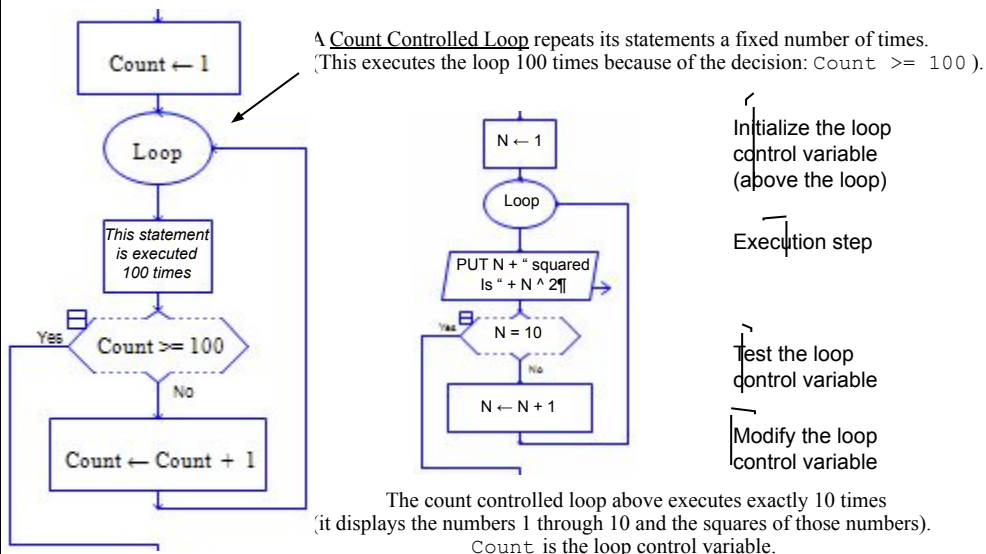 Count ← 1
Loop
This statement
is executed
100 times
Count >= 100
Yes
No
Count ← Count + 1
A Count Controlled Loop repeats its statements a fixed number of times.
(This executes the loop 100 times because of the decision: Count >= 100 ).
N ← 1
Loop
PUT N + “ squared
Is “ + N ^ 2¶
N = 10
Yes
No
N ← N + 1
Initialize the loop
control variable
(above the loop)
Execution step
Test the loop
control variable
Modify the loop
control variable
The count controlled loop above executes exactly 10 times
(it displays the numbers 1 through 10 and the squares of those numbers).
Count is the loop control variable.